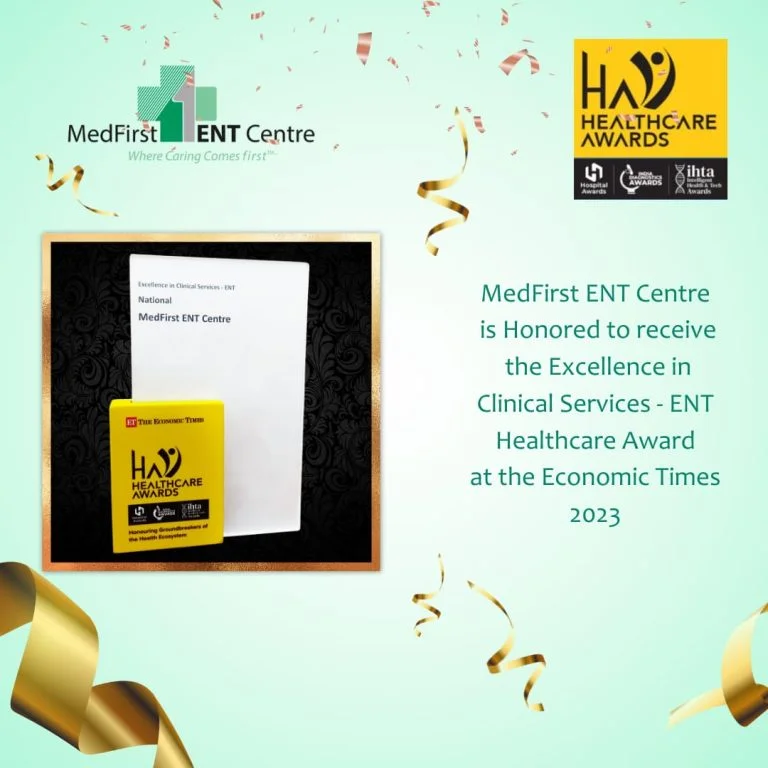 MedFirst ENT Centre
Where Caring Comes first™
HA
HEALTHCARE
AWARDS
Hospital
Awards
INDIA
DIAGNOSTICS
AWARDS
ihta
Intelligent
Health & Tech
Awards
Excellence in Clinical Services - ENT
National
MedFirst ENT Centre
ET THE ECONOMIC TIMES
HA
HEALTHCARE
AWARDS
ihta
Honouring Groundbreakers of
the Health Ecosystem
MedFirst ENT Centre
is Honored to receive
the Excellence in
Clinical Services - ENT
Healthcare Award
at the Economic Times
2023